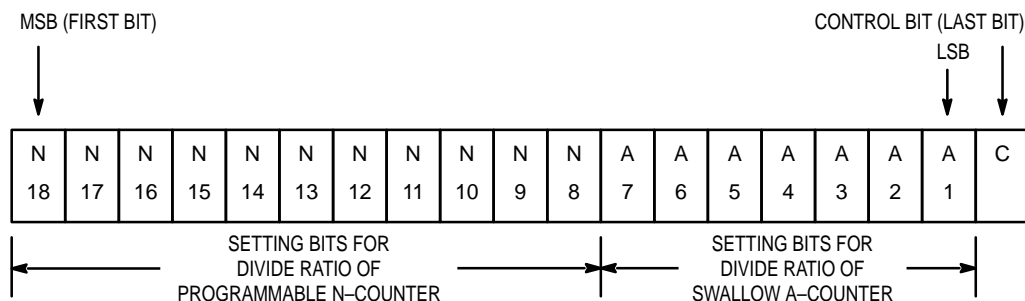 MSB (FIRST BIT)
CONTROL BIT (LAST BIT)
LSB
N N N N N N N N N N N A A A A A A A C
18 17 16 15 14 13 12 11 10 9 8 7 6 5 4 3 2 1
SETTING BITS FOR
DIVIDE RATIO OF
PROGRAMMABLE N–COUNTER
SETTING BITS FOR
DIVIDE RATIO OF
SWALLOW A–COUNTER